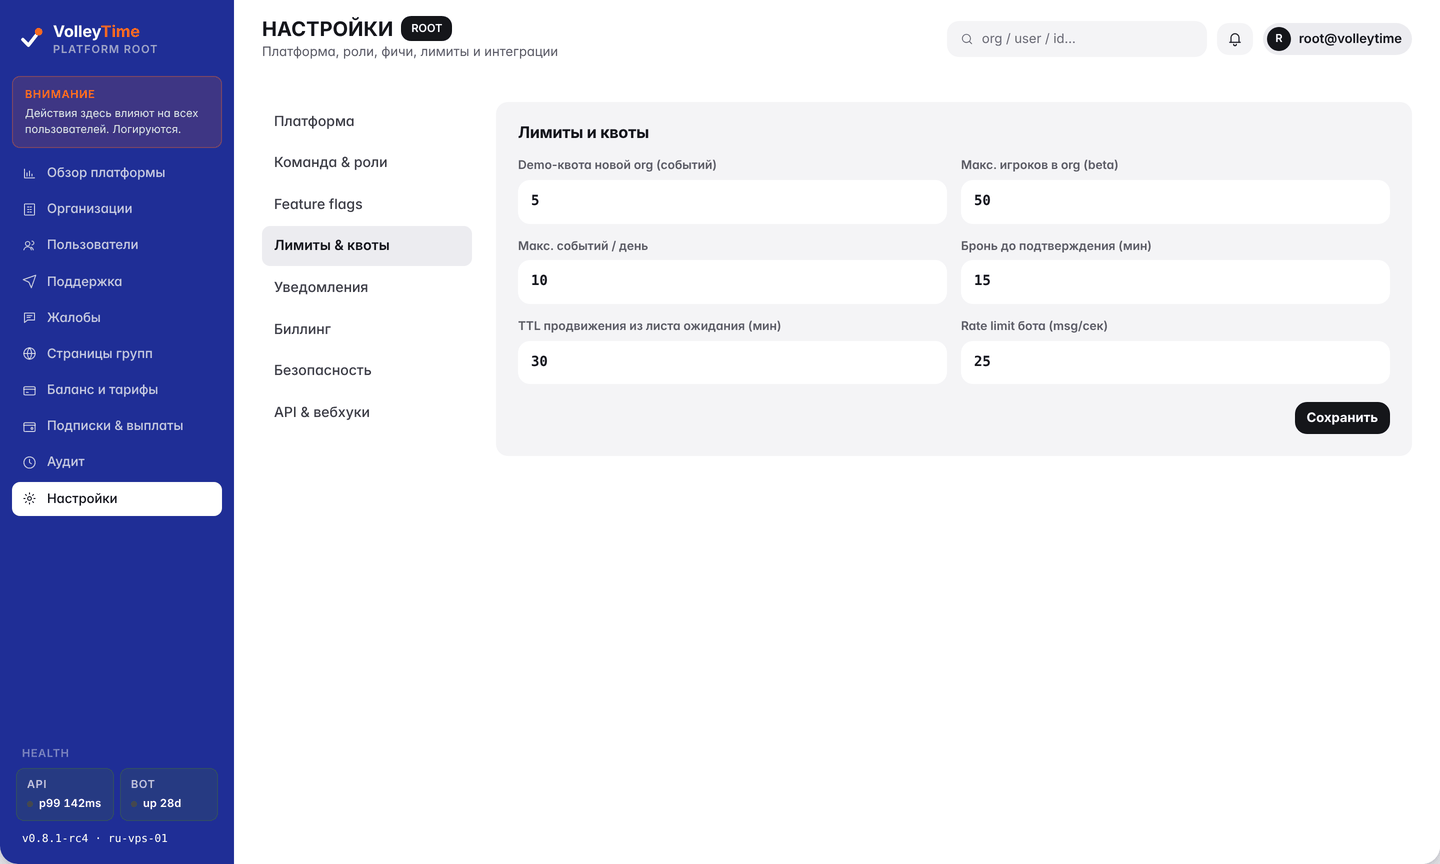 VolleyTime
PLATFORM ROOT
ВНИМАНИЕ
Действия здесь влияют на всех
пользователей. Логируются.
Обзор платформы
Организации
Пользователи
Поддержка
Жалобы
Страницы групп
Баланс и тарифы
Подписки & выплаты
Аудит
Настройки
HEALTH
API
p99 142ms
BOT
up 28d
v0.8.1-rc4 · ru-vps-01
НАСТРОЙКИ ROOT
Платформа, роли, фичи, лимиты и интеграции
org / user / id...
R root@volleytime
Платформа
Команда & роли
Feature flags
Лимиты & квоты
Уведомления
Биллинг
Безопасность
API & вебхуки
Лимиты и квоты
Demo-квота новой org (событий)
5
Макс. игроков в org (beta)
50
Макс. событий / день
10
Бронь до подтверждения (мин)
15
TTL продвижения из листа ожидания (мин)
30
Rate limit бота (msg/сек)
25
Сохранить